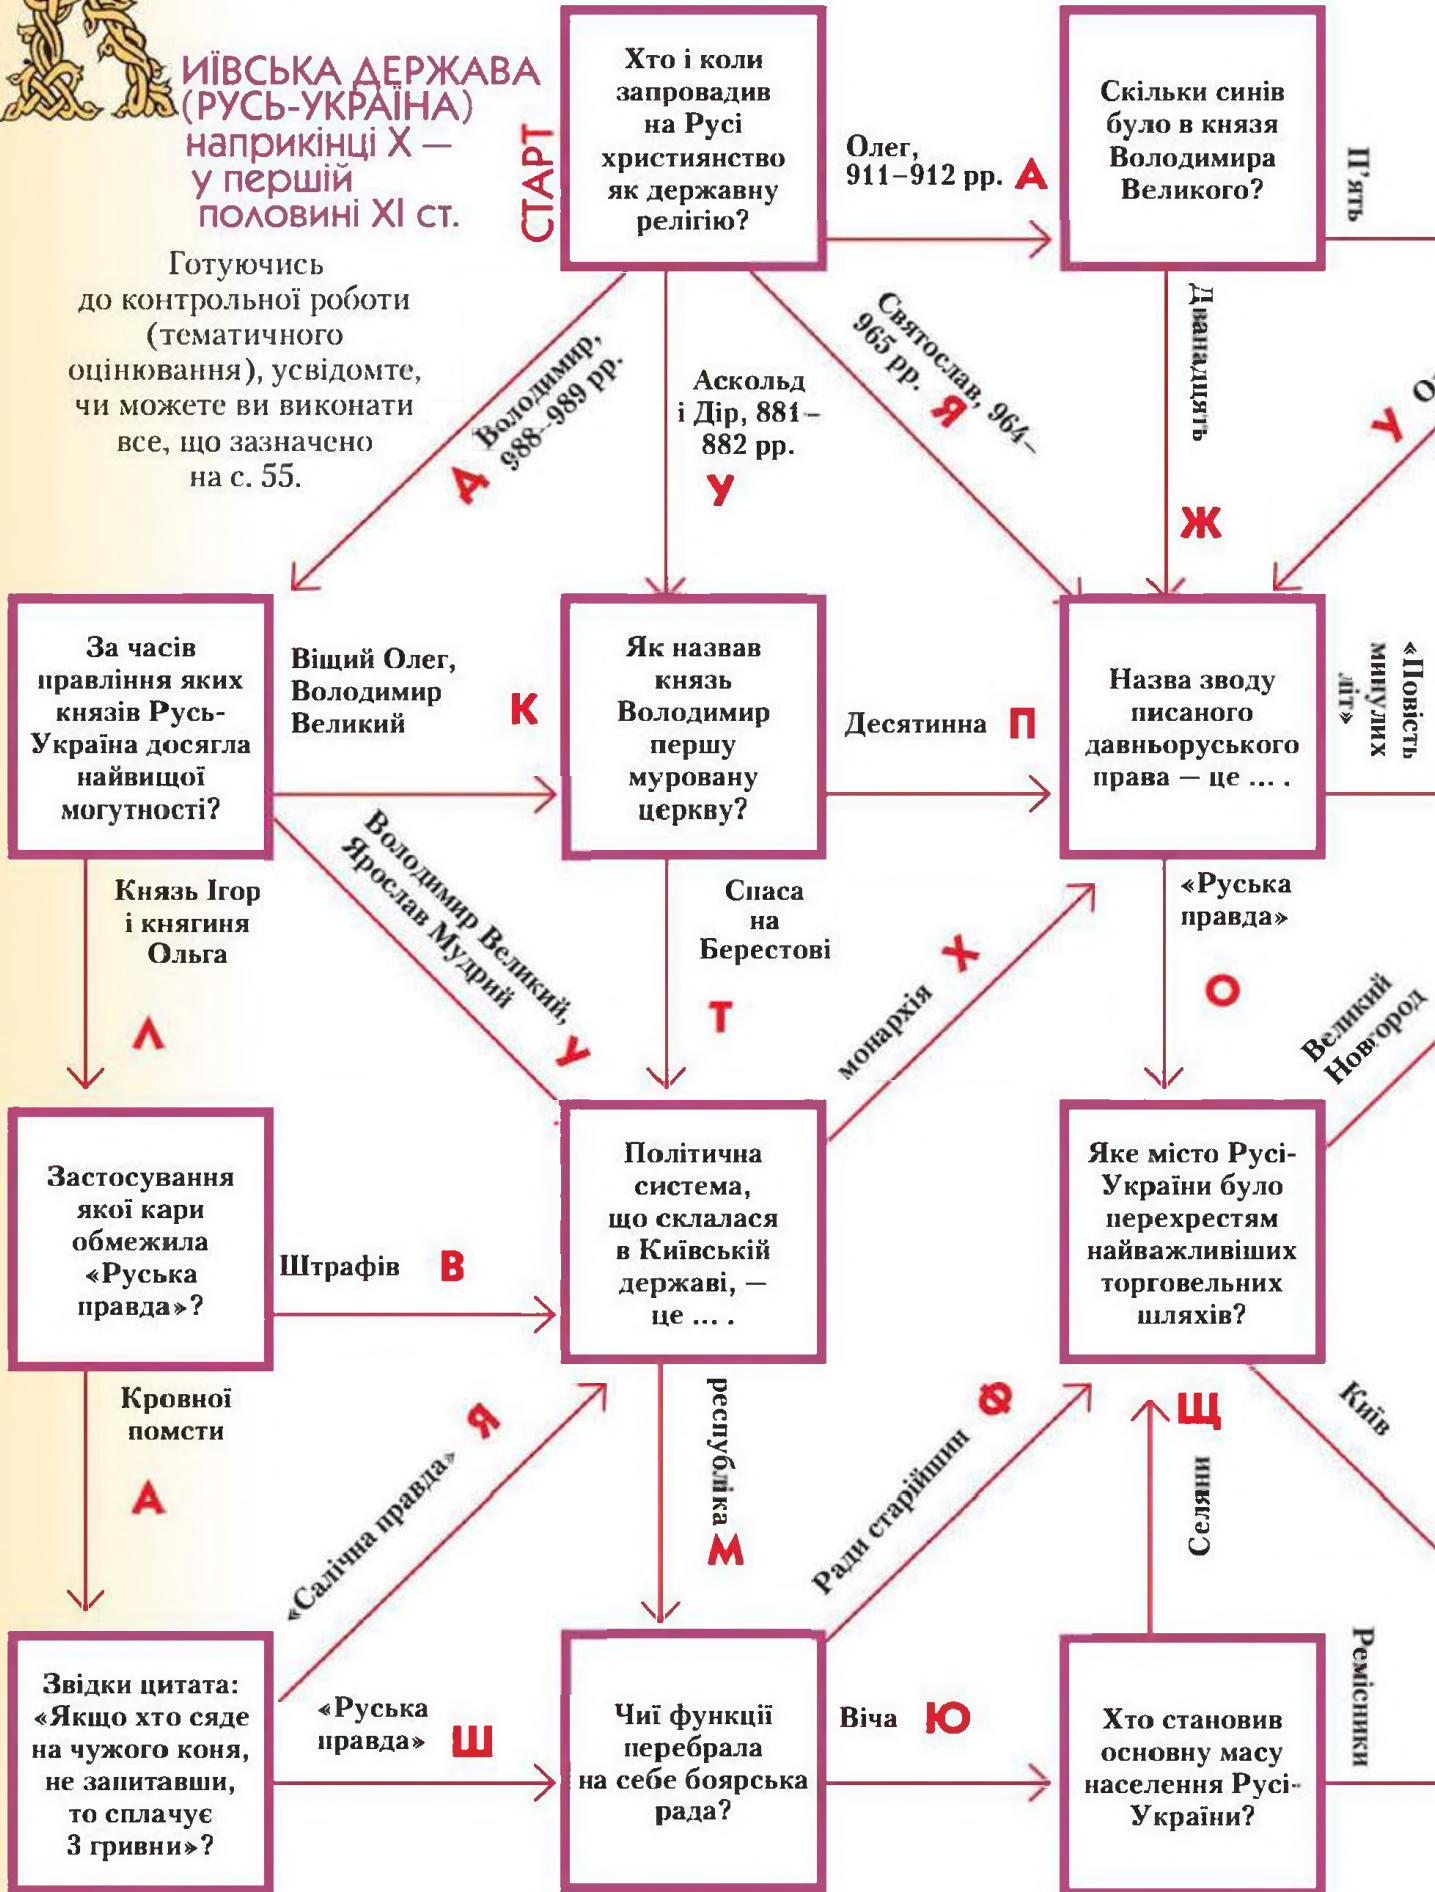 КИЇВСЬКА ДЕРЖАВА
(РУСЬ-УКРАЇНА)
наприкінці X —
у першій
половині XI ст.
Готуючись
до контрольної роботи
(тематичного
оцінювання), усвідомте,
чи можете ви виконати
все, що зазначено
на с. 55.
СТАРТ
Хто і коли
запровадив
на Русі
християнство
як державну
релігію?
Олег,
911–912 рр. А
Скільки синів
було в князя
Володимира
Великого?
П'ять
Володимир,
988–989 рр.
Д
Аскольд
і Дір, 881–
882 рр.
У
Святослав, 964–
965 рр. Я
Дванадцять
Ж
У
За часів
правління яких
князів Русь-
Україна досягла
найвищої
могутності?
Віщий Олег,
Володимир
Великий
К
Як назвав
князь
Володимир
першу
муровану
церкву?
Десятинна П
Назва зводу
писаного
давньоруського
права — це ... .
«Повість
минулих
літ»
Князь Ігор
і княгиня
Ольга
Л
Володимир Великий,
Ярослав Мудрий
У
Спаса
на
Берестові
Т
монархія Х
«Руська
правда»
О
Великий
Новгород
Застосування
якої кари
обмежила
«Руська
правда»?
Штрафів В
Політична
система,
що склалася
в Київській
державі, —
це ... .
Яке місто Русі-
України було
перехрестям
найважливіших
торговельних
шляхів?
Кровної
помсти
А
«Салічна правда» Я
республіка М
Ради старійшин Ф
Щ
Селяни
Київ
Звідки цитата:
«Якщо хто сяде
на чужого коня,
не запитавши,
то сплачує
3 гривни»?
«Руська
правда» Ш
Чиї функції
перебрала
на себе боярська
рада?
Віча Ю
Хто становив
основну масу
населення Русі-
України?
Ремісники